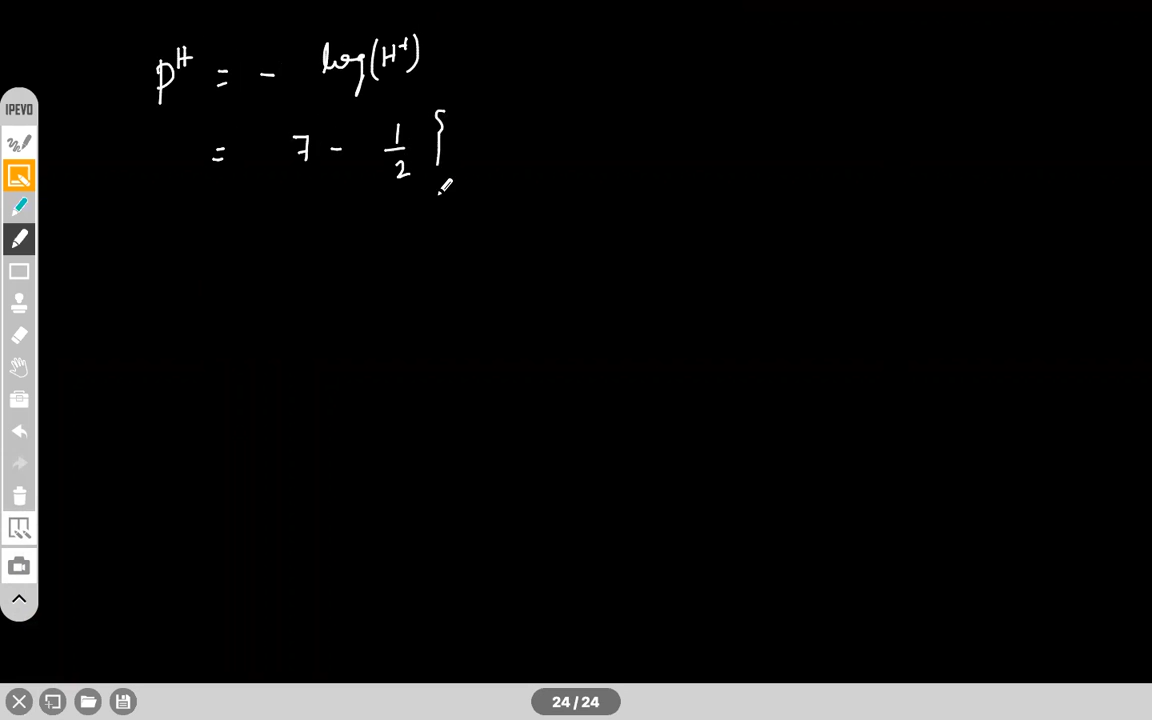 pᴴ = - log(H⁺)
= 7 - 1/2 {
IPEVO
24 / 24